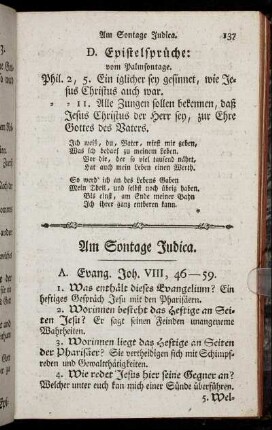 Am Sontage Judica. 137
D. Epistelsprüche:
vom Palmsontage.
Phil. 2, 5. Ein iglicher sey gesinnet, wie Je-
sus Christus auch war.
= = 11. Alle Zungen sollen bekennen, daß
Jesus Christus der Herr sey, zur Ehre
Gottes des Vaters.
Ich weiß, du, Vater, wirst mir geben,
Was ich bedarf zu meinem Leben.
Vor dir, der so viel tausend nährt,
Hat auch mein Leben einen Werth.
So werd' ich an des Lebens Gaben
Mein Theil, und selbst noch übrig haben,
Bis einst, am Ende meiner Bahn
Ich ihrer ganz entberen kann.
Am Sontage Judica.
A. Evang. Joh. VIII, 46—59.
1. Was enthält dieses Evangelium? Ein
heftiges Gespräch Jesu mit den Pharisäern.
2. Worinnen besteht das Heftige an Sei-
ten Jesu? Er sagt seinen Feinden unangeneme
Wahrheiten.
3. Worinnen liegt das Heftige an Seiten
der Pharisäer? Sie vertheidigen sich mit Schimpf-
reden und Gewaltthätigkeiten.
4. Wie redet Jesus hier seine Gegner an?
Welcher unter euch kan mich einer Sünde überführen.
5. Wel-